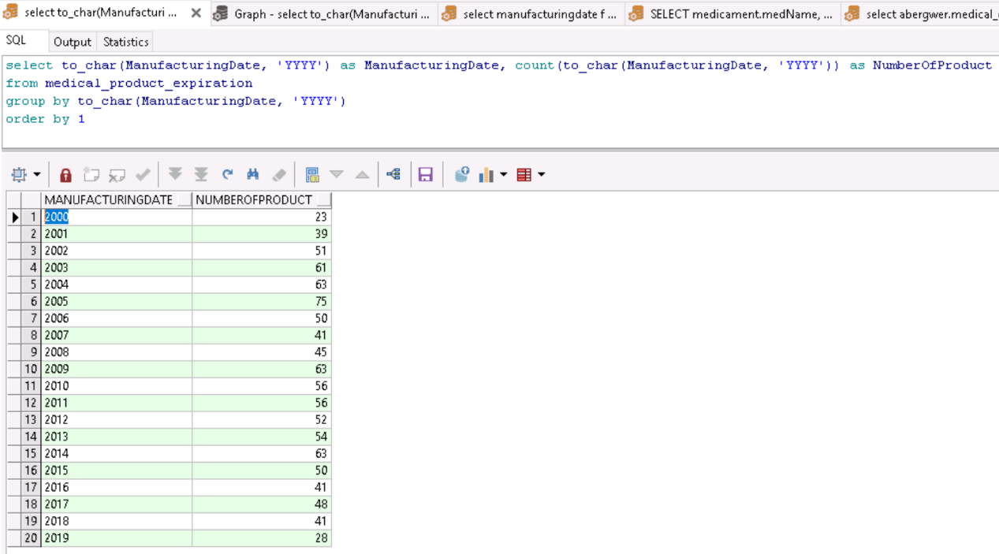 select to_char(Manufacturi ... Graph - select to_char(Manufacturi ... select manufacturingdate f ... SELECT medicament.medName, ... select abergwer.medical_
SQL Output Statistics
select to_char(ManufacturingDate, 'YYYY') as ManufacturingDate, count(to_char(ManufacturingDate, 'YYYY')) as NumberOfProduct
from medical_product_expiration
group by to_char(ManufacturingDate, 'YYYY')
order by 1
MANUFACTURINGDATE NUMBEROFPRODUCT
1 2000 23
2 2001 39
3 2002 51
4 2003 61
5 2004 63
6 2005 75
7 2006 50
8 2007 41
9 2008 45
10 2009 63
11 2010 56
12 2011 56
13 2012 52
14 2013 54
15 2014 63
16 2015 50
17 2016 41
18 2017 48
19 2018 41
20 2019 28